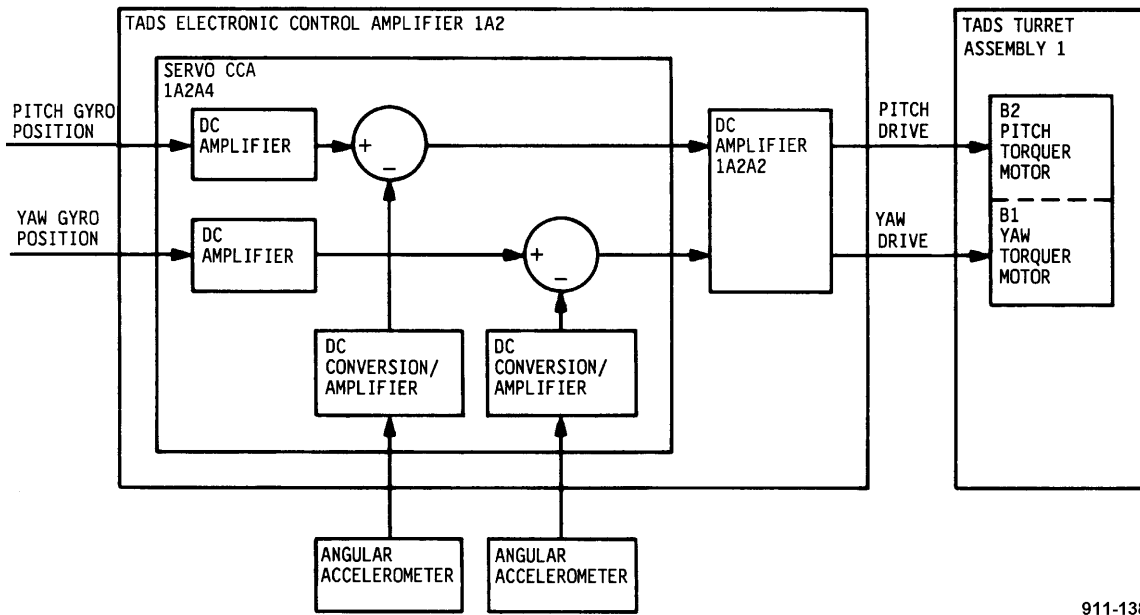 TADS ELECTRONIC CONTROL AMPLIFIER 1A2
TADS TURRET
ASSEMBLY 1
SERVO CCA
1A2A4
PITCH GYRO
POSITION
DC
AMPLIFIER
+
−
DC
AMPLIFIER
1A2A2
PITCH
DRIVE
B2
PITCH
TORQUER
MOTOR
YAW GYRO
POSITION
DC
AMPLIFIER
+
−
YAW
DRIVE
B1
YAW
TORQUER
MOTOR
DC
CONVERSION/
AMPLIFIER
DC
CONVERSION/
AMPLIFIER
ANGULAR
ACCELEROMETER
ANGULAR
ACCELEROMETER